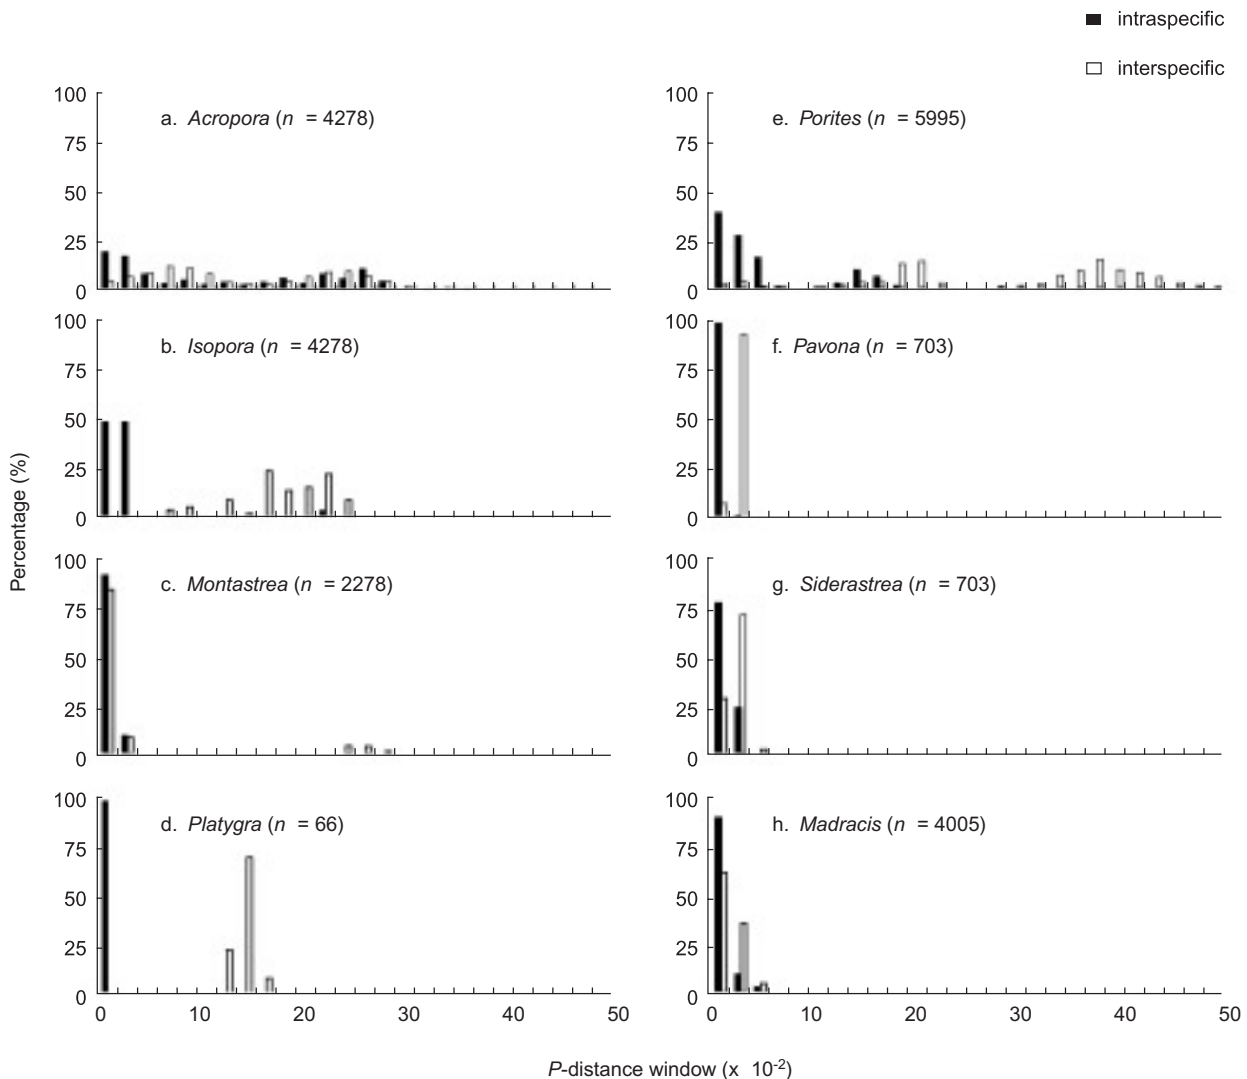 intraspecific
interspecific
Percentage (%)
a. Acropora (n = 4278)
100
75
50
25
0
b. Isopora (n = 4278)
100
75
50
25
0
c. Montastrea (n = 2278)
100
75
50
25
0
d. Platygra (n = 66)
100
75
50
25
0
0 10 20 30 40 50
e. Porites (n = 5995)
100
75
50
25
0
f. Pavona (n = 703)
100
75
50
25
0
g. Siderastrea (n = 703)
100
75
50
25
0
h. Madracis (n = 4005)
100
75
50
25
0
0 10 20 30 40 50
P-distance window (x 10⁻²)